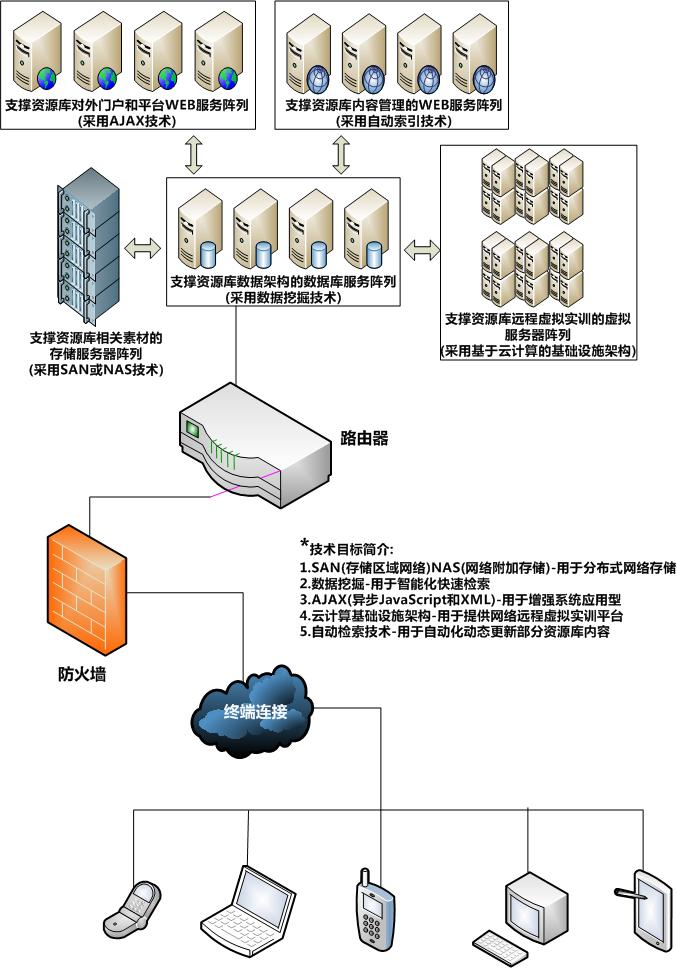 支撑资源库对外门户和平台WEB服务阵列
(采用AJAX技术)
支撑资源库内容管理的WEB服务阵列
(采用自动索引技术)
支撑资源库数据架构的数据库服务阵列
(采用数据挖掘技术)
支撑资源库相关素材的
存储服务器阵列
(采用SAN或NAS技术)
支撑资源库远程虚拟实训的虚拟
服务器阵列
(采用基于云计算的基础设施架构)
路由器
*技术目标简介:
1.SAN(存储区域网络)NAS(网络附加存储)-用于分布式网络存储
2.数据挖掘-用于智能化快速检索
3.AJAX(异步JavaScript和XML)-用于增强系统应用型
4.云计算基础设施架构-用于提供网络远程虚拟实训平台
5.自动检索技术-用于自动化动态更新部分资源库内容
防火墙
终端连接